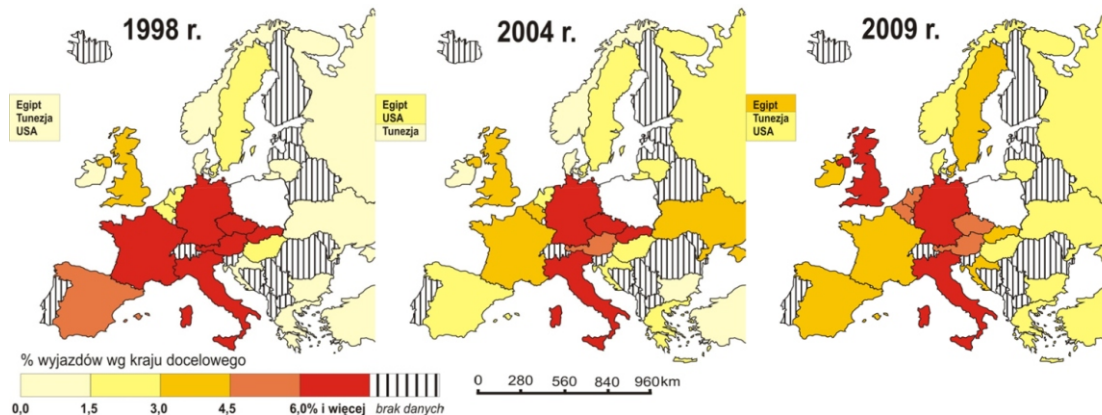 1998 r.
2004 r.
2009 r.
Egipt
Tunezja
USA
Egipt
USA
Tunezja
Egipt
Tunezja
USA
% wyjazdów wg kraju docelowego
0,0 1,5 3,0 4,5 6,0% i więcej brak danych
0 280 560 840 960 km